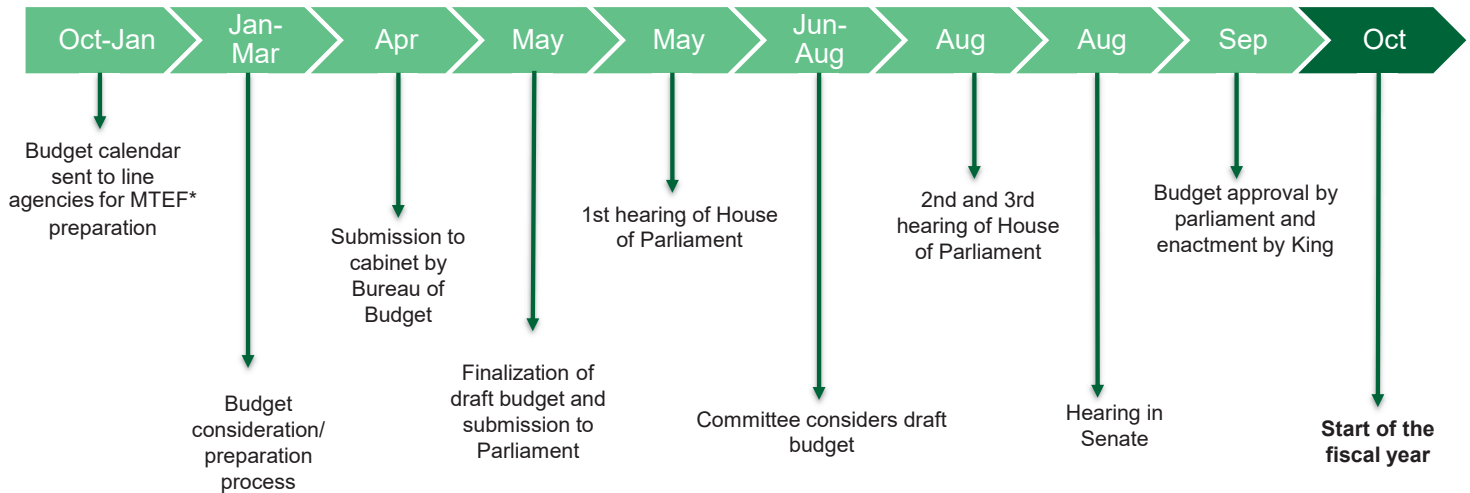 Oct-Jan
Jan-
Mar
Apr
May
May
Jun-
Aug
Aug
Aug
Sep
Oct
Budget calendar
sent to line
agencies for MTEF*
preparation
Budget
consideration/
preparation
process
Submission to
cabinet by
Bureau of
Budget
Finalization of
draft budget and
submission to
Parliament
1st hearing of House
of Parliament
Committee considers draft
budget
2nd and 3rd
hearing of House
of Parliament
Hearing in
Senate
Budget approval by
parliament and
enactment by King
Start of the
fiscal year